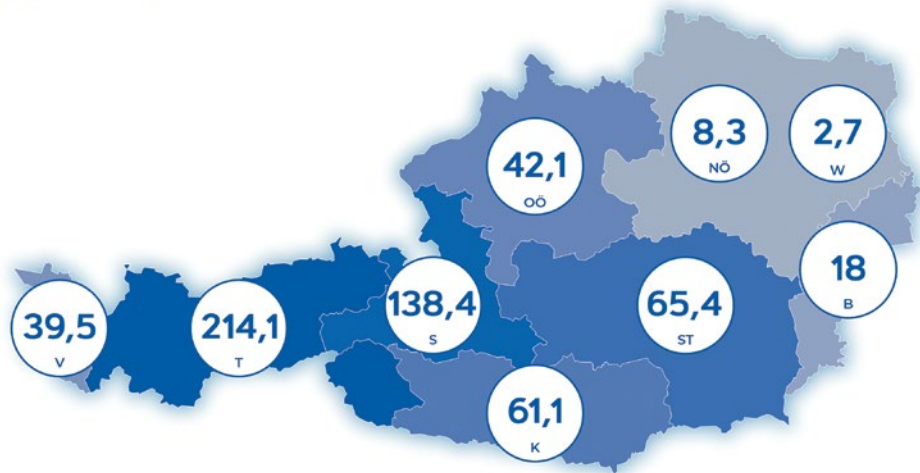 8,3
NÖ
2,7
W
42,1
OÖ
18
B
39,5
V
214,1
T
138,4
S
65,4
ST
61,1
K